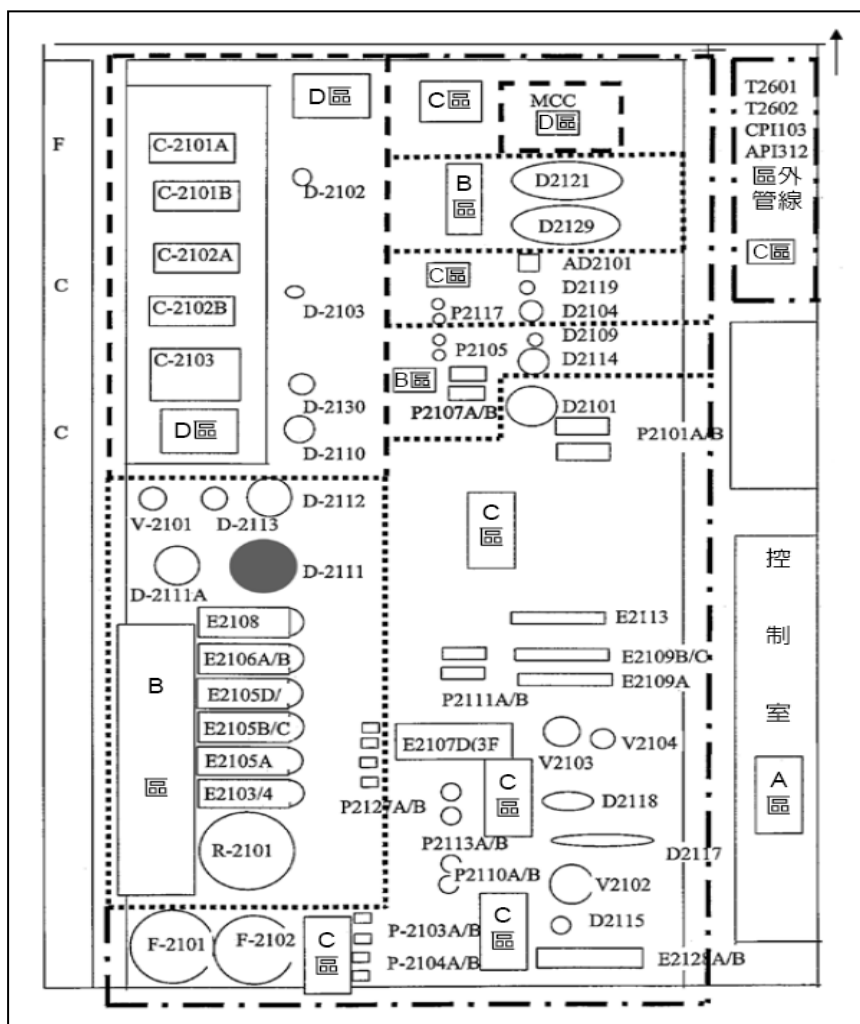 D區
C區
MCC
D區
T2601
T2602
CPI103
API312
區外
管線
C區
F
C
C
C-2101A
C-2101B
C-2102A
C-2102B
C-2103
D區
D-2102
D-2103
D-2130
D-2110
B
區
D2121
D2129
C區
AD2101
D2119
P2117
D2104
D2109
P2105
D2114
B區
P2107A/B
D2101
P2101A/B
V-2101
D-2113
D-2112
D-2111A
D-2111
C
區
E2108
E2106A/B
E2105D/
E2105B/C
E2105A
E2103/4
B
區
R-2101
E2113
E2109B/C
E2109A
P2111A/B
E2107D(3F
V2103
V2104
P2127A/B
C
區
D2118
P2113A/B
D2117
P2110A/B
V2102
C
區
D2115
E2128A/B
F-2101
F-2102
C
區
P-2103A/B
P-2104A/B
控
制
室
A
區